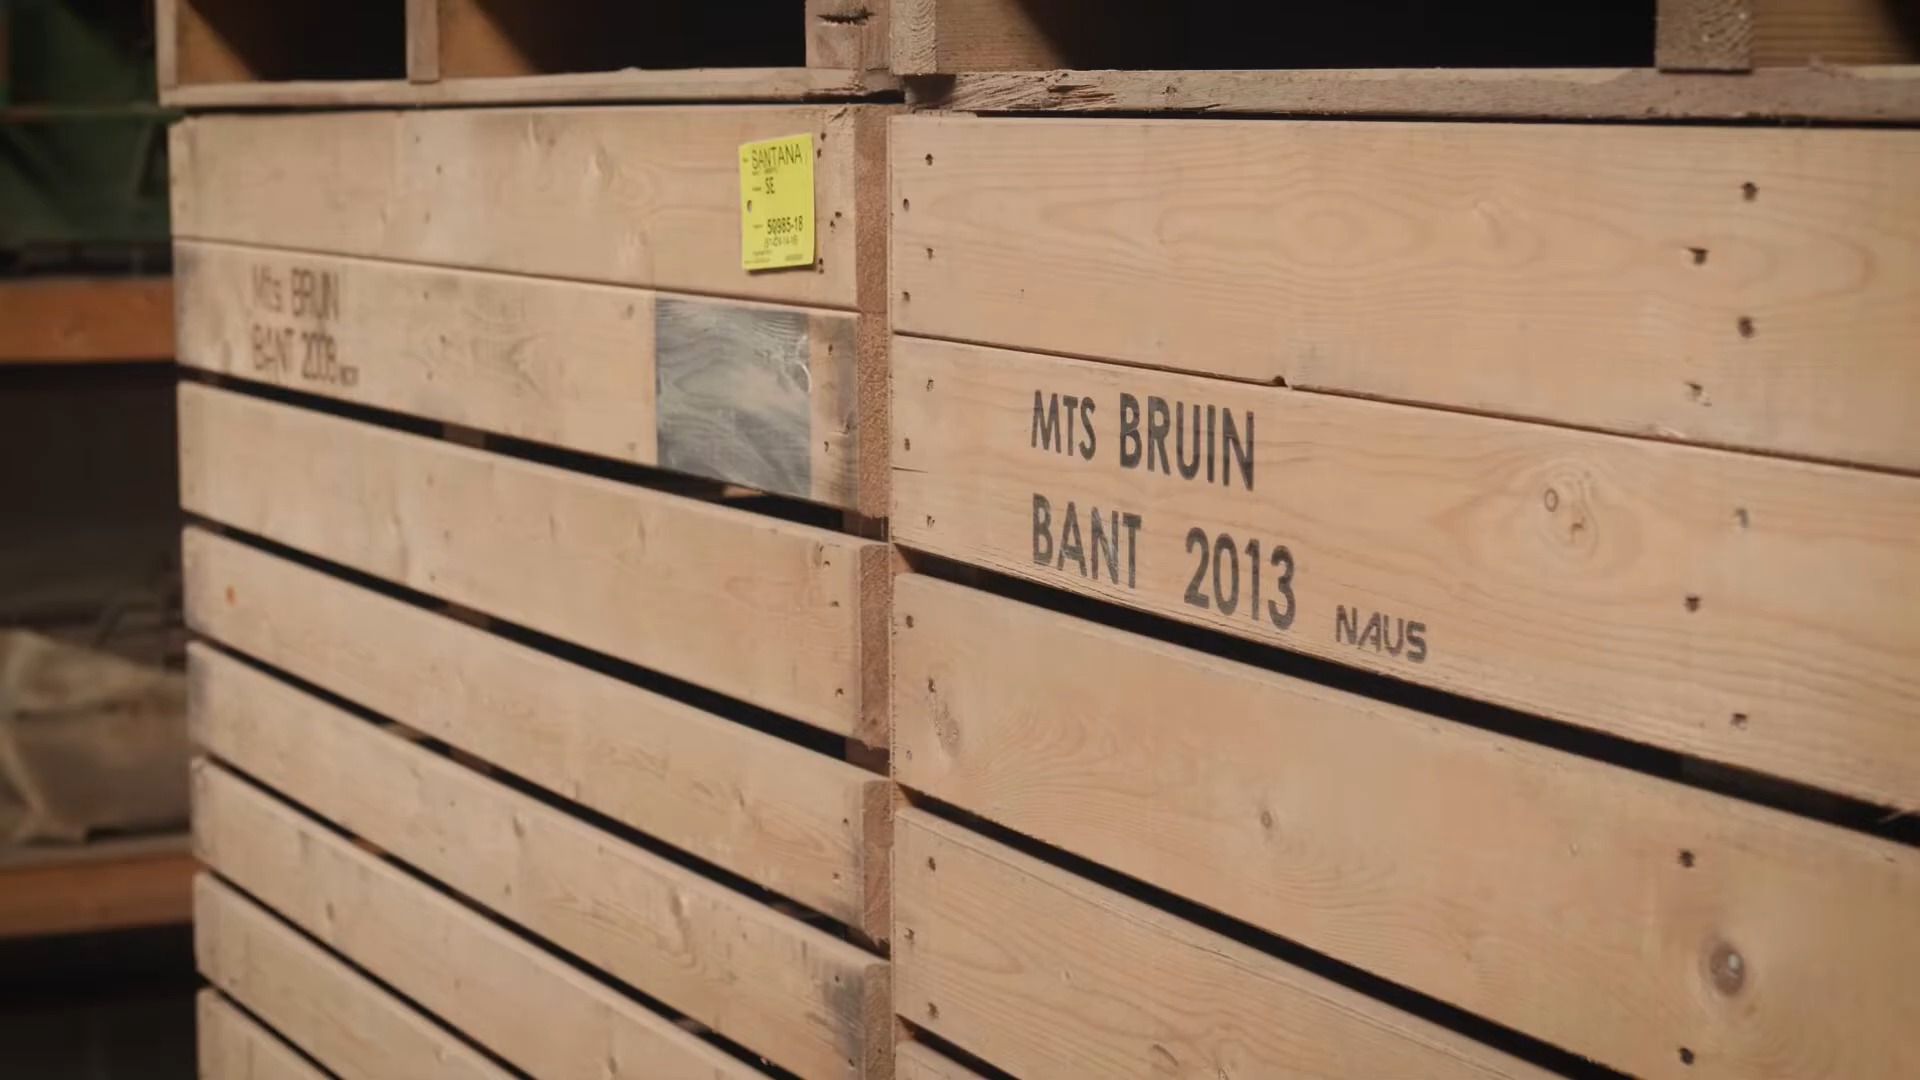 SANTANA
SE
50985-18
Mts BRUIN
BANT 2008
MTS BRUIN
BANT 2013 NAUS